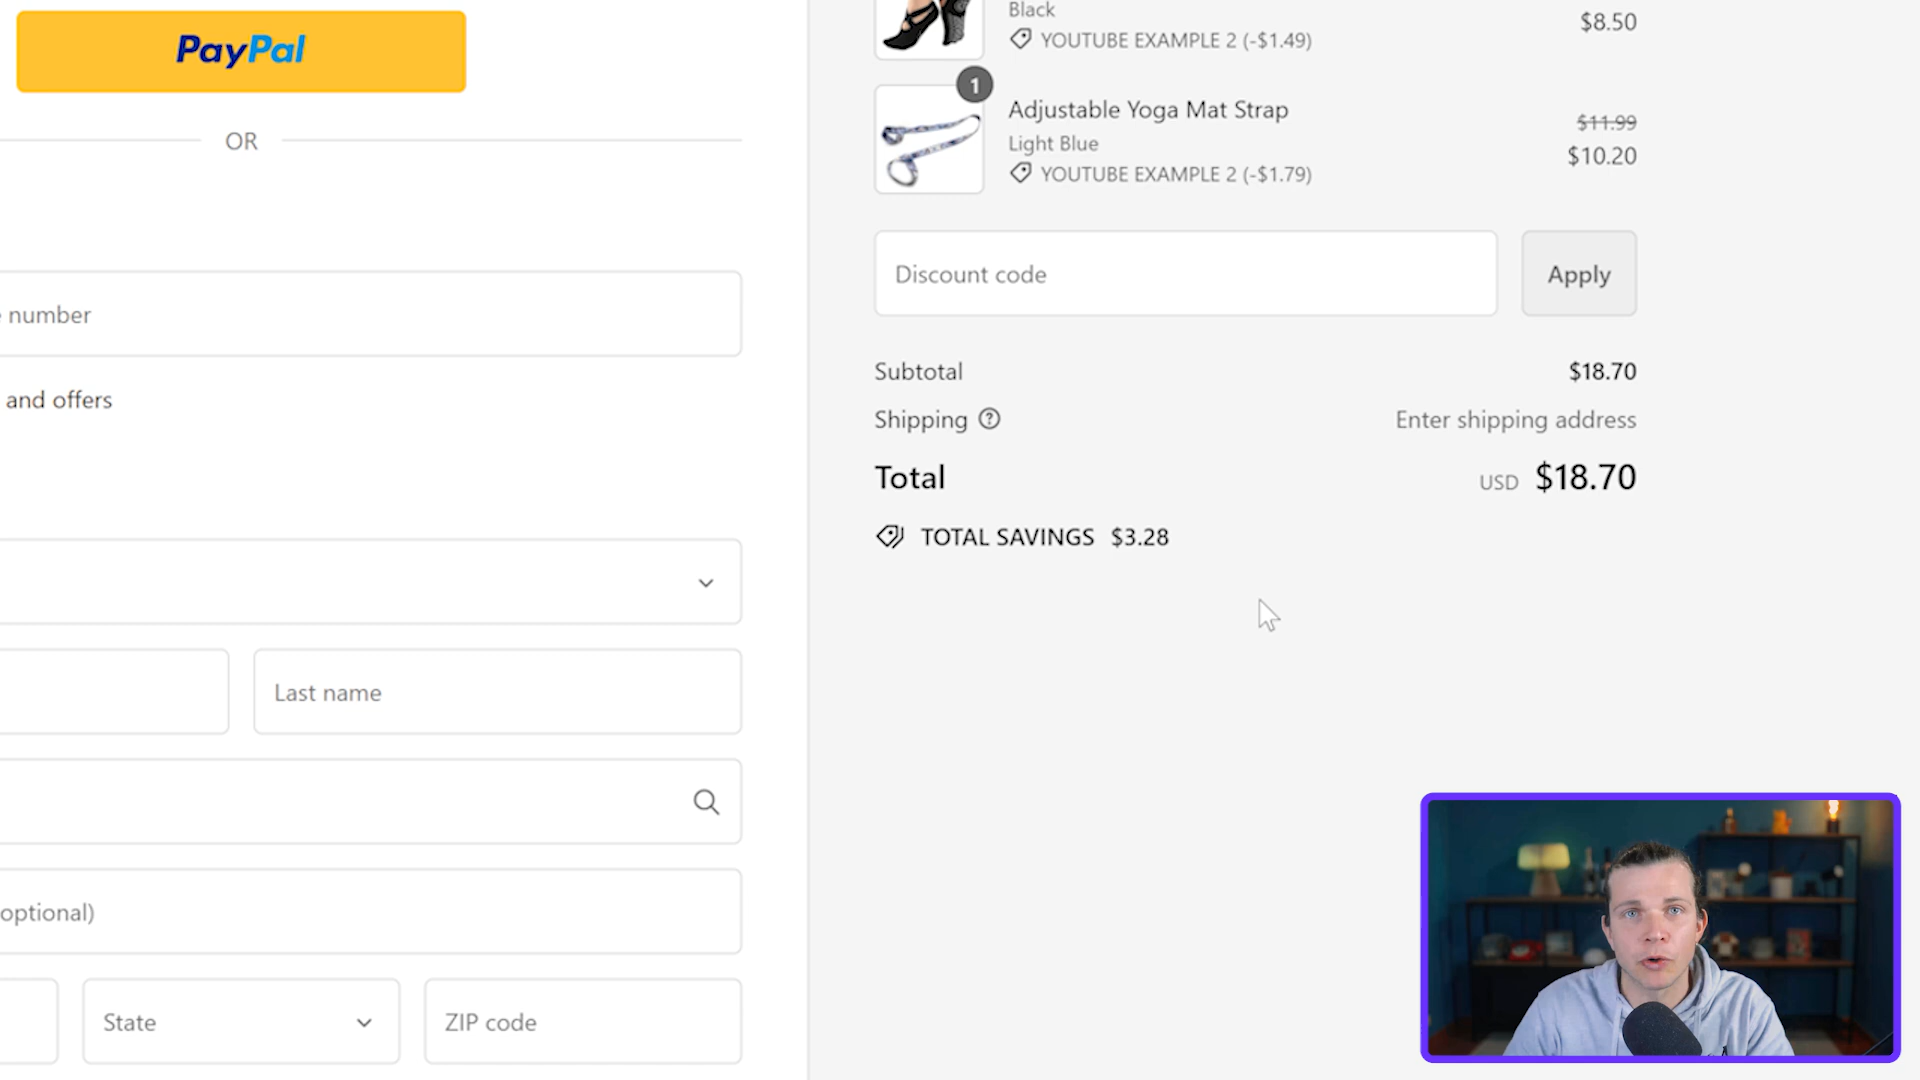 PayPal
OR
number
and offers
Last name
optional)
State
ZIP code
Black
$8.50
YOUTUBE EXAMPLE 2 (-$1.49)
1
Adjustable Yoga Mat Strap
$11.99
Light Blue
$10.20
YOUTUBE EXAMPLE 2 (-$1.79)
Discount code
Apply
Subtotal
$18.70
Shipping
Enter shipping address
Total
USD $18.70
TOTAL SAVINGS $3.28